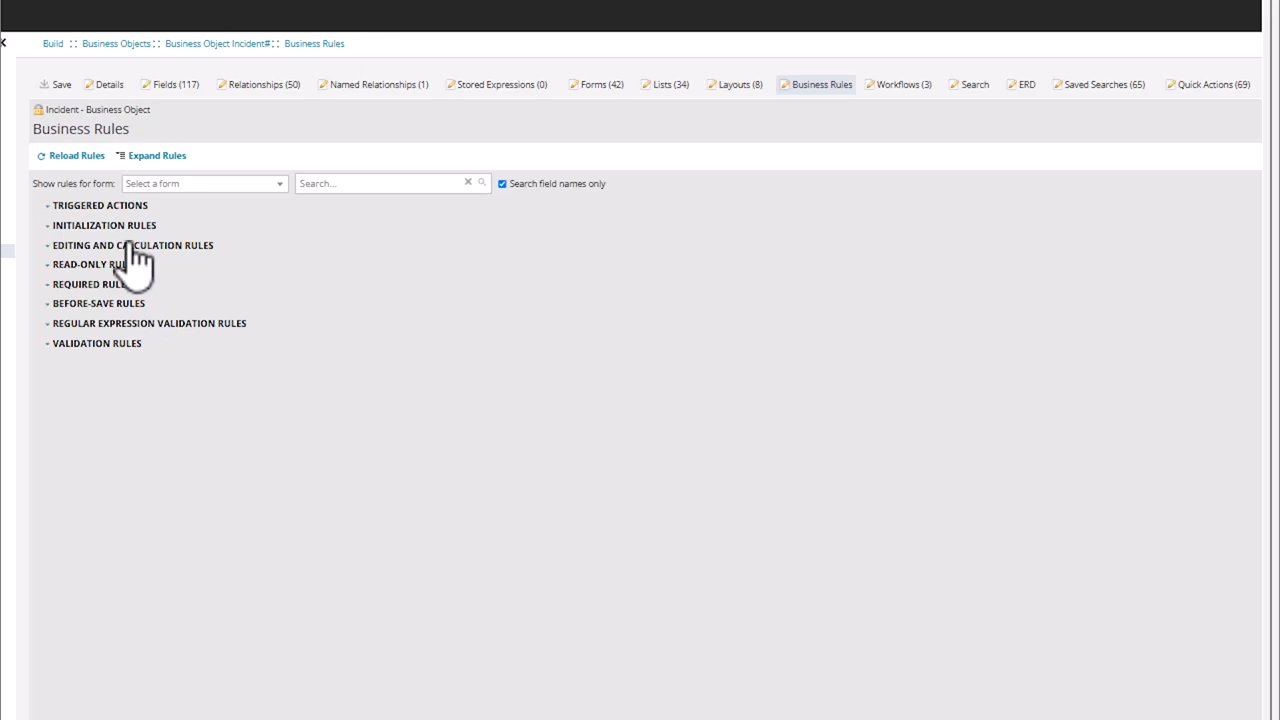 Build :: Business Objects :: Business Object Incident# :: Business Rules
Save Details Fields (117) Relationships (50) Named Relationships (1) Stored Expressions (0) Forms (42) Lists (34) Layouts (8) Business Rules Workflows (3) Search ERD Saved Searches (65) Quick Actions (69)
Incident - Business Object
Business Rules
Reload Rules Expand Rules
Show rules for form: Select a form Search... Search field names only
TRIGGERED ACTIONS
INITIALIZATION RULES
EDITING AND CALCULATION RULES
READ-ONLY
REQUIRED
BEFORE-SAVE RULES
REGULAR EXPRESSION VALIDATION RULES
VALIDATION RULES